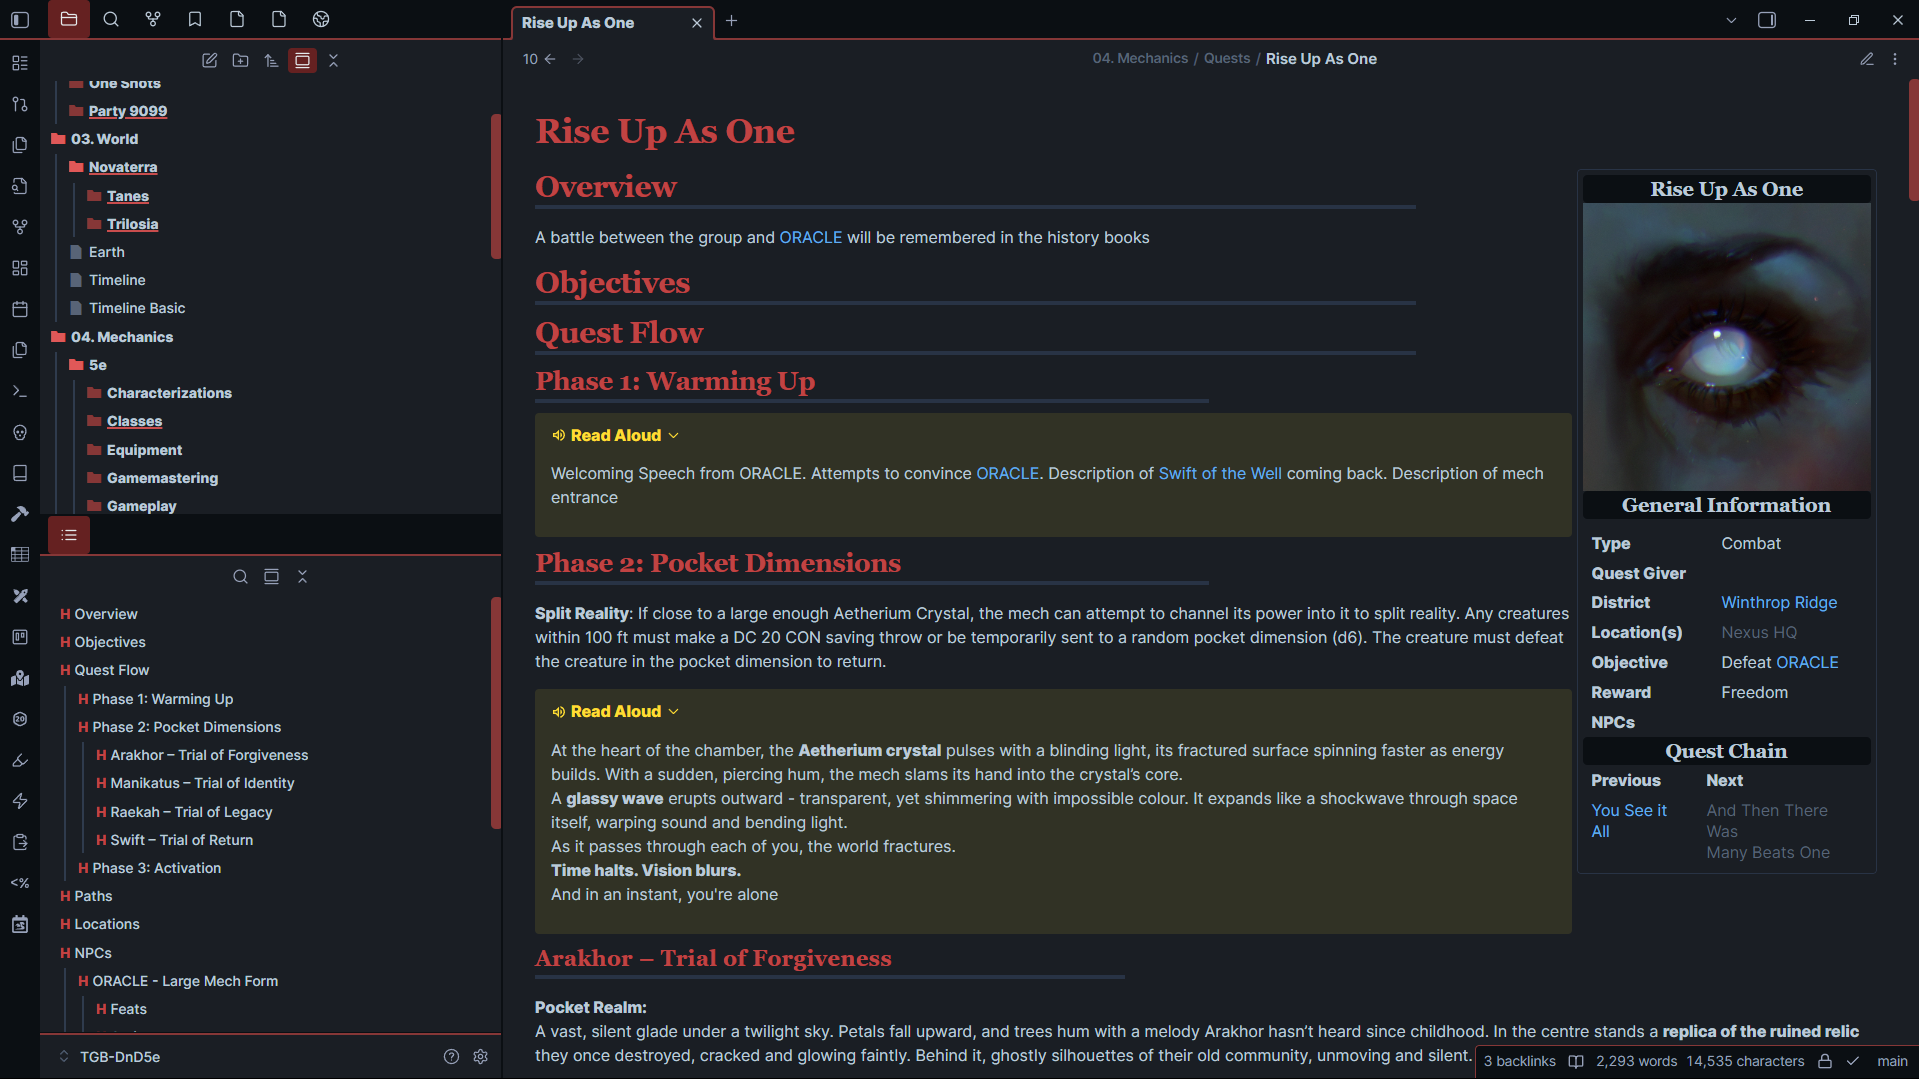 Rise Up As One
One Shots
Party 9099
03. World
Novaterra
Tanes
Trilosia
Earth
Timeline
Timeline Basic
04. Mechanics
5e
Characterizations
Classes
Equipment
Gamemastering
Gameplay
H Overview
H Objectives
H Quest Flow
H Phase 1: Warming Up
H Phase 2: Pocket Dimensions
H Arakhor – Trial of Forgiveness
H Manikatus – Trial of Identity
H Raekah – Trial of Legacy
H Swift – Trial of Return
H Phase 3: Activation
H Paths
H Locations
H NPCs
H ORACLE - Large Mech Form
H Feats
TGB-DnD5e
20
<%
10
04. Mechanics / Quests / Rise Up As One
Rise Up As One
Overview
A battle between the group and ORACLE will be remembered in the history books
Objectives
Quest Flow
Phase 1: Warming Up
Read Aloud
Welcoming Speech from ORACLE. Attempts to convince ORACLE. Description of Swift of the Well coming back. Description of mech
entrance
Phase 2: Pocket Dimensions
Split Reality: If close to a large enough Aetherium Crystal, the mech can attempt to channel its power into it to split reality. Any creatures
within 100 ft must make a DC 20 CON saving throw or be temporarily sent to a random pocket dimension (d6). The creature must defeat
the creature in the pocket dimension to return.
Read Aloud
At the heart of the chamber, the Aetherium crystal pulses with a blinding light, its fractured surface spinning faster as energy
builds. With a sudden, piercing hum, the mech slams its hand into the crystal’s core.
A glassy wave erupts outward - transparent, yet shimmering with impossible colour. It expands like a shockwave through space
itself, warping sound and bending light.
As it passes through each of you, the world fractures.
Time halts. Vision blurs.
And in an instant, you're alone
Arakhor – Trial of Forgiveness
Pocket Realm:
A vast, silent glade under a twilight sky. Petals fall upward, and trees hum with a melody Arakhor hasn’t heard since childhood. In the centre stands a replica of the ruined relic
they once destroyed, cracked and glowing faintly. Behind it, ghostly silhouettes of their old community, unmoving and silent.
Rise Up As One
General Information
Type Combat
Quest Giver
District Winthrop Ridge
Location(s) Nexus HQ
Objective Defeat ORACLE
Reward Freedom
NPCs
Quest Chain
Previous Next
You See it And Then There
All Was
Many Beats One
3 backlinks 2,293 words 14,535 characters main